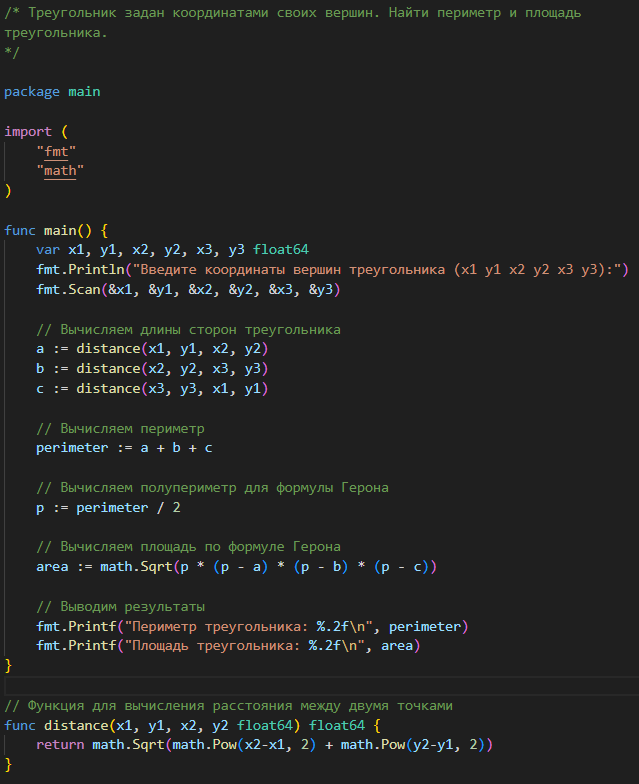 /* Треугольник задан координатами своих вершин. Найти периметр и площадь
треугольника.
*/
package main
import (
    "fmt"
    "math"
)
func main() {
    var x1, y1, x2, y2, x3, y3 float64
    fmt.Println("Введите координаты вершин треугольника (x1 y1 x2 y2 x3 y3):")
    fmt.Scan(&x1, &y1, &x2, &y2, &x3, &y3)
    // Вычисляем длины сторон треугольника
    a := distance(x1, y1, x2, y2)
    b := distance(x2, y2, x3, y3)
    c := distance(x3, y3, x1, y1)
    // Вычисляем периметр
    perimeter := a + b + c
    // Вычисляем полупериметр для формулы Герона
    p := perimeter / 2
    // Вычисляем площадь по формуле Герона
    area := math.Sqrt(p * (p - a) * (p - b) * (p - c))
    // Выводим результаты
    fmt.Printf("Периметр треугольника: %.2f\n", perimeter)
    fmt.Printf("Площадь треугольника: %.2f\n", area)
}
// Функция для вычисления расстояния между двумя точками
func distance(x1, y1, x2, y2 float64) float64 {
    return math.Sqrt(math.Pow(x2-x1, 2) + math.Pow(y2-y1, 2))
}